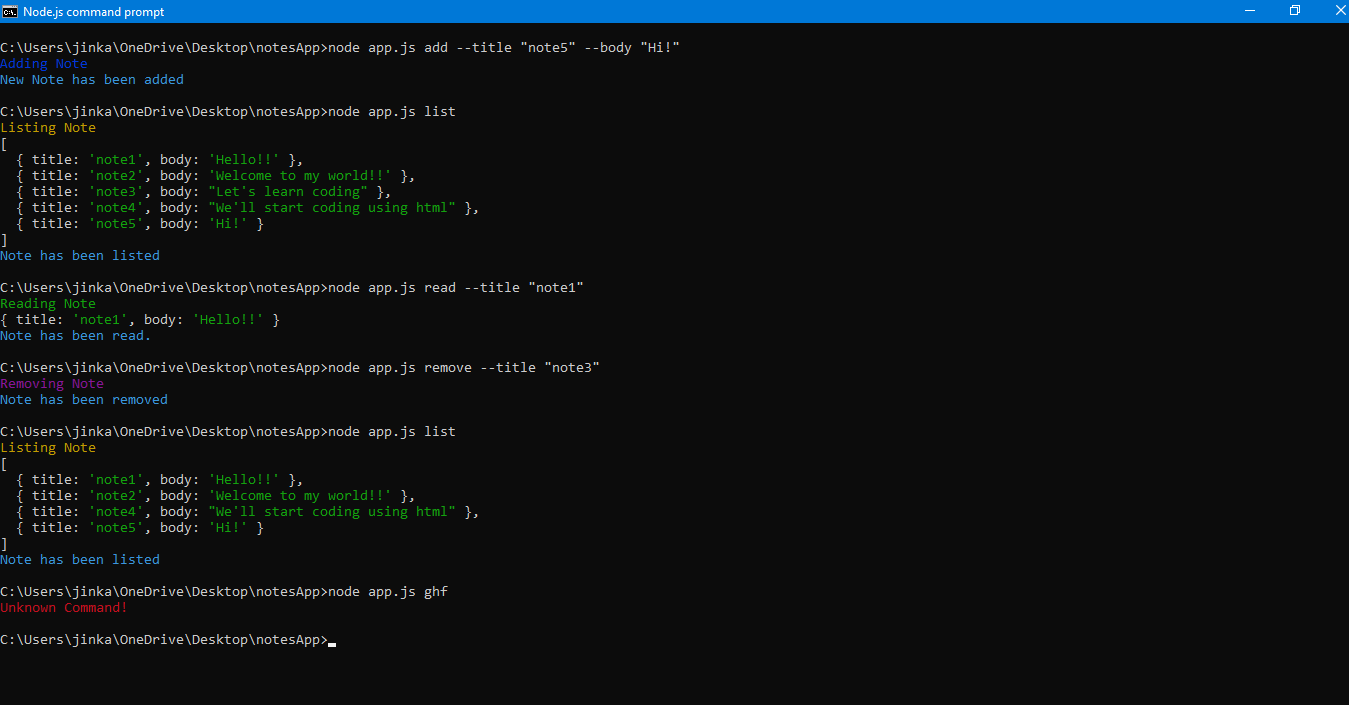 Node.js command prompt
C:\Users\jinka\OneDrive\Desktop\notesApp>node app.js add --title "note5" --body "Hi!"
Adding Note
New Note has been added
C:\Users\jinka\OneDrive\Desktop\notesApp>node app.js list
Listing Note
[
  { title: 'note1', body: 'Hello!!' },
  { title: 'note2', body: 'Welcome to my world!!' },
  { title: 'note3', body: "Let's learn coding" },
  { title: 'note4', body: "We'll start coding using html" },
  { title: 'note5', body: 'Hi!' }
]
Note has been listed
C:\Users\jinka\OneDrive\Desktop\notesApp>node app.js read --title "note1"
Reading Note
{ title: 'note1', body: 'Hello!!' }
Note has been read.
C:\Users\jinka\OneDrive\Desktop\notesApp>node app.js remove --title "note3"
Removing Note
Note has been removed
C:\Users\jinka\OneDrive\Desktop\notesApp>node app.js list
Listing Note
[
  { title: 'note1', body: 'Hello!!' },
  { title: 'note2', body: 'Welcome to my world!!' },
  { title: 'note4', body: "We'll start coding using html" },
  { title: 'note5', body: 'Hi!' }
]
Note has been listed
C:\Users\jinka\OneDrive\Desktop\notesApp>node app.js ghf
Unknown Command!
C:\Users\jinka\OneDrive\Desktop\notesApp>